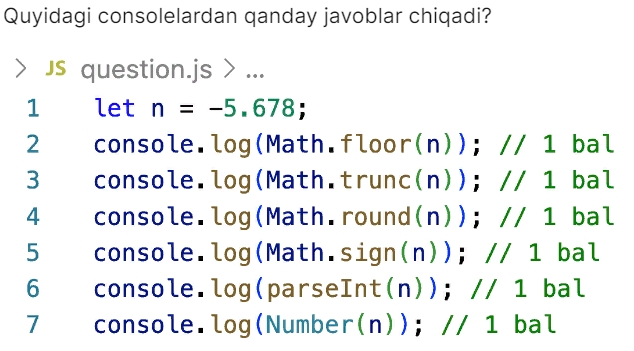 Quyidagi consolelardan qanday javoblar chiqadi?
> JS question.js > ...
1 let n = -5.678;
2 console.log(Math.floor(n)); // 1 bal
3 console.log(Math.trunc(n)); // 1 bal
4 console.log(Math.round(n)); // 1 bal
5 console.log(Math.sign(n)); // 1 bal
6 console.log(parseInt(n)); // 1 bal
7 console.log(Number(n)); // 1 bal